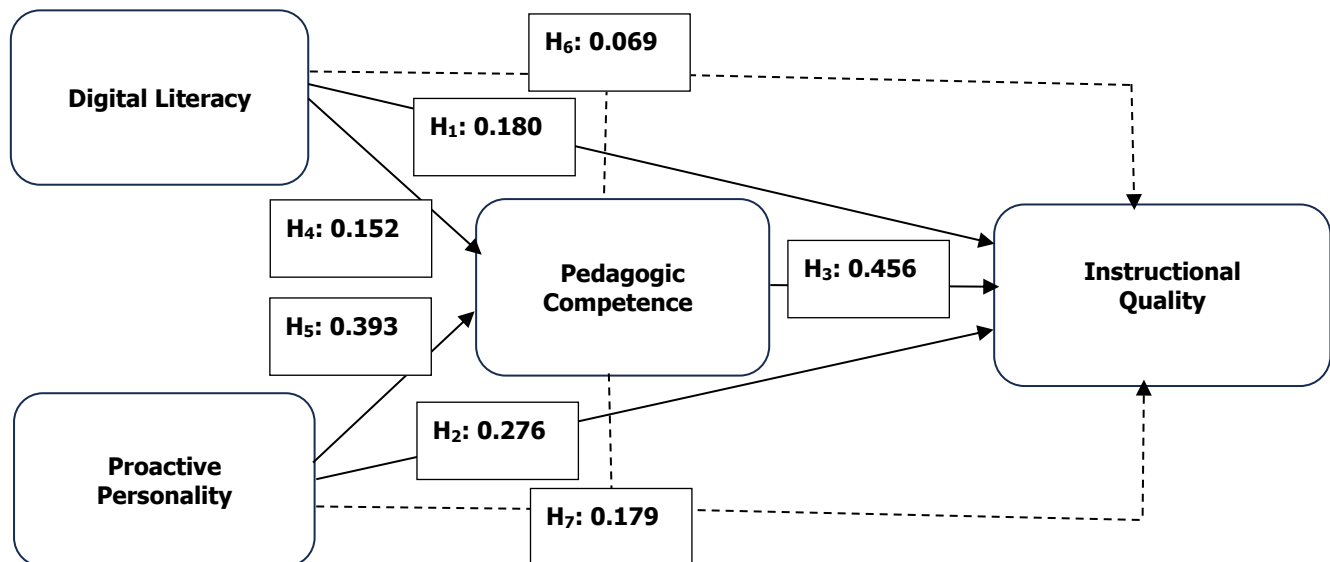 H₆: 0.069
Digital Literacy
H₁: 0.180
H₄: 0.152
H₃: 0.456
Pedagogic
Competence
Instructional
Quality
H₅: 0.393
H₂: 0.276
Proactive
Personality
H₇: 0.179